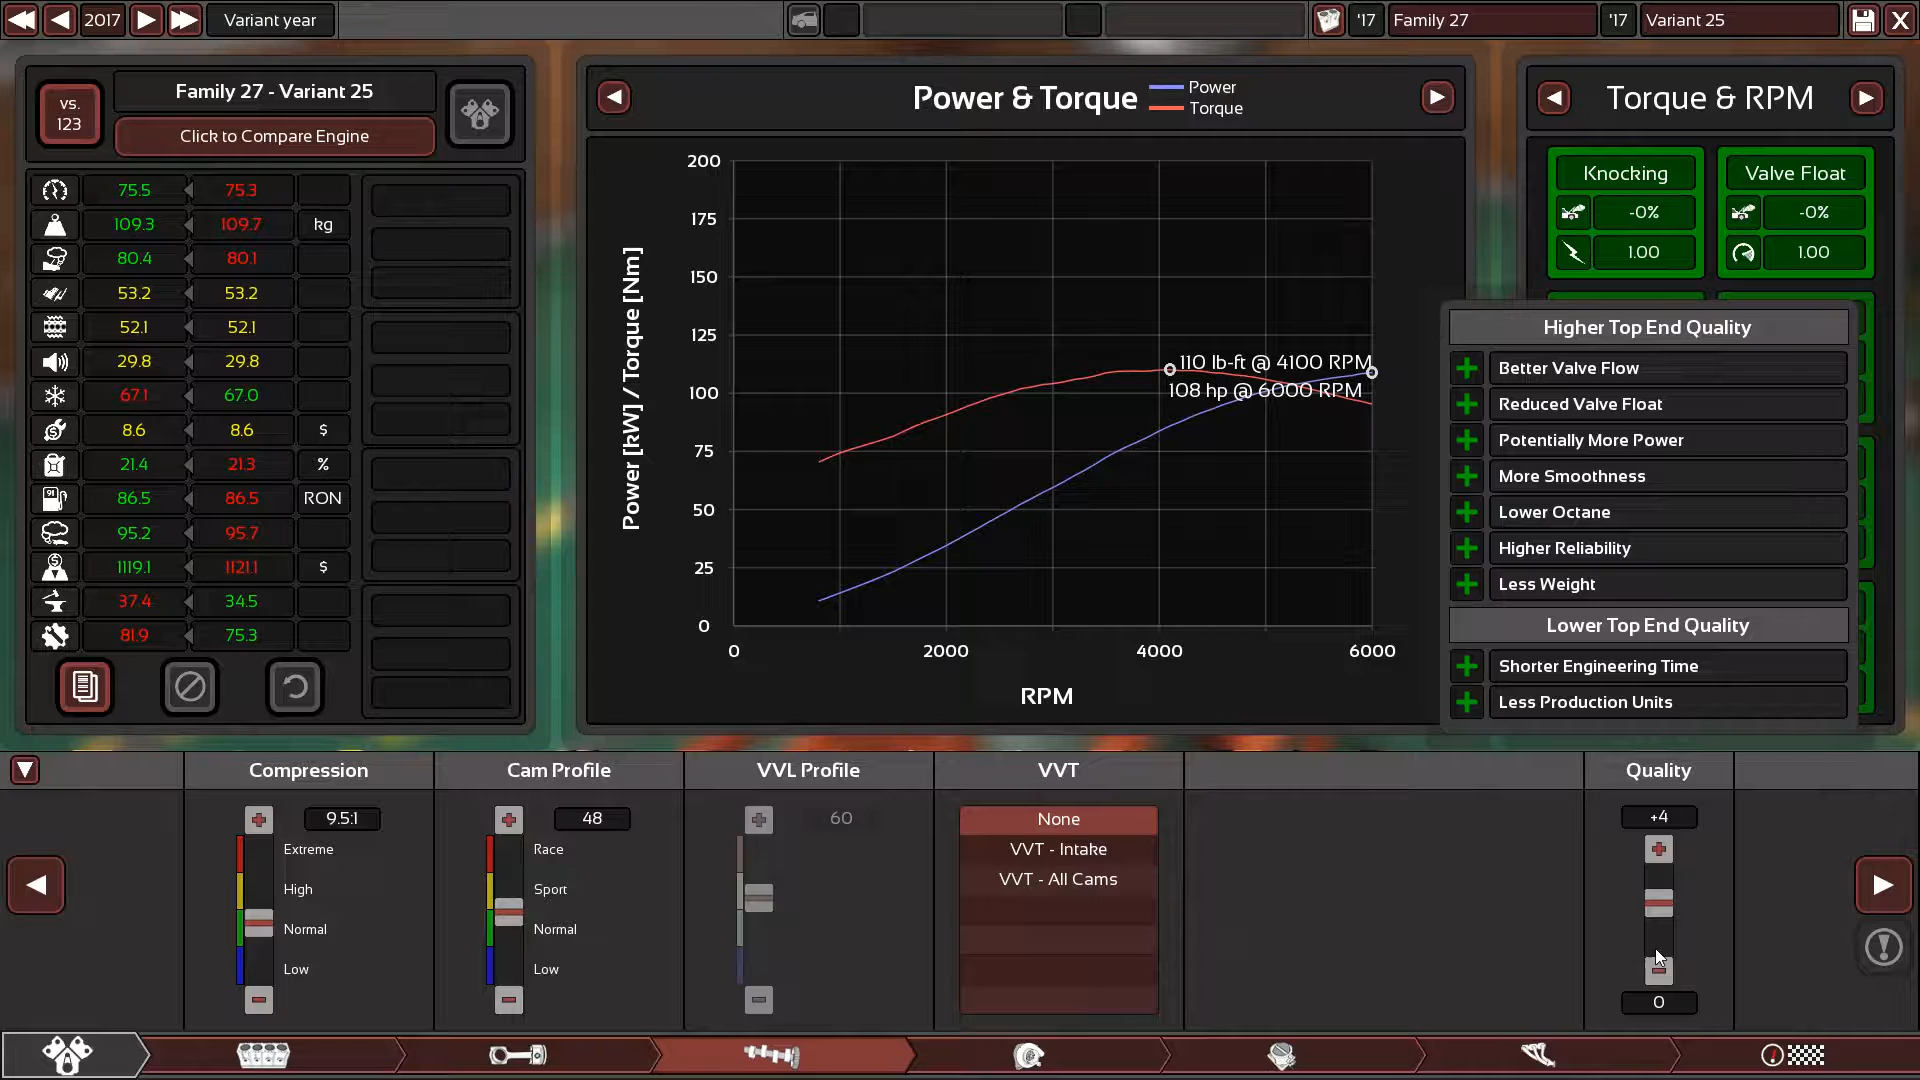 2017
Variant year
'17
Family 27
'17
Variant 25
vs.
123
Family 27 - Variant 25
Click to Compare Engine
75.5 75.3
109.3 109.7 kg
80.4 80.1
53.2 53.2
52.1 52.1
29.8 29.8
67.1 67.0
8.6 8.6 $
21.4 21.3 %
91
86.5 86.5 RON
95.2 95.7
1119.1 1121.1 $
37.4 34.5
81.9 75.3
Power & Torque
Power
Torque
200
175
150
125
100
75
50
25
0
Power [kW] / Torque [Nm]
110 lb-ft @ 4100 RPM
108 hp @ 6000 RPM
0 2000 4000 6000
RPM
Torque & RPM
Knocking
-0%
1.00
Valve Float
-0%
1.00
Higher Top End Quality
Better Valve Flow
Reduced Valve Float
Potentially More Power
More Smoothness
Lower Octane
Higher Reliability
Less Weight
Lower Top End Quality
Shorter Engineering Time
Less Production Units
Compression
9.5:1
Extreme
High
Normal
Low
Cam Profile
48
Race
Sport
Normal
Low
VVL Profile
60
VVT
None
VVT - Intake
VVT - All Cams
Quality
+4
0